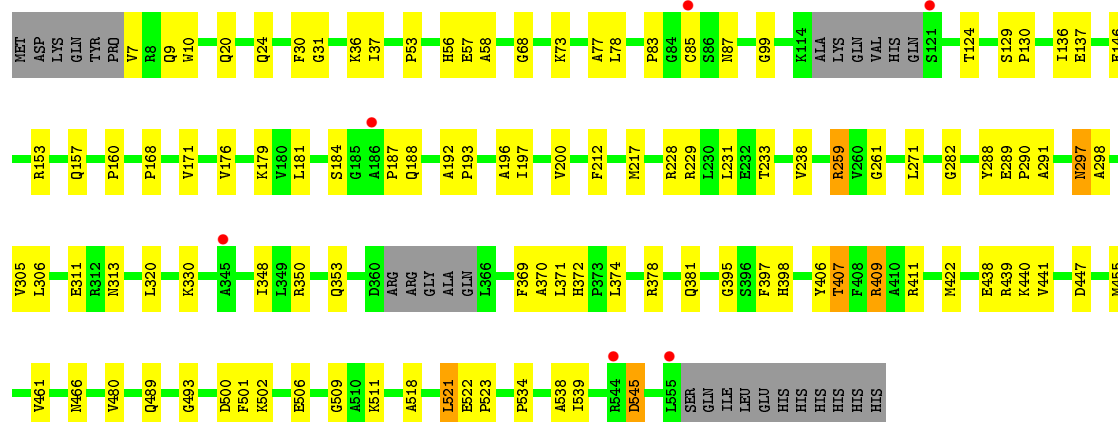 MET ASP LYS GLN TYR PRO V7 R8 Q9 W10 Q20 Q24 F30 G31 K36 I37 P53 H56 E57 A58 G68 K73 A77 L78 P83 G84 C85 S86 N87 G99 K114 ALA LYS GLN VAL HIS GLN S121 T124 S129 P130 I136 E137 E146
R153 Q157 P160 P168 V171 V176 K179 V180 L181 S184 G185 A186 P187 Q188 A192 P193 A196 I197 V200 F212 M217 R228 R229 L230 L231 E232 T233 V238 R259 V260 G261 L271 G282 Y288 E289 P290 A291 N297 A298
V305 L306 E311 R312 N313 L320 K330 A345 I348 L349 R350 Q353 D360 ARG ARG GLY ALA GLN L366 F369 A370 L371 H372 P373 L374 R378 Q381 G395 S396 F397 H398 Y406 T407 F408 R409 A410 R411 M422 E438 R439 K440 V441 D447 M455
V461 N466 V480 Q489 G493 D500 F501 K502 E506 G509 A510 K511 A518 L521 E522 P523 P534 A538 I539 R544 D545 L555 SER GLN ILE LEU GLU HIS HIS HIS HIS HIS HIS